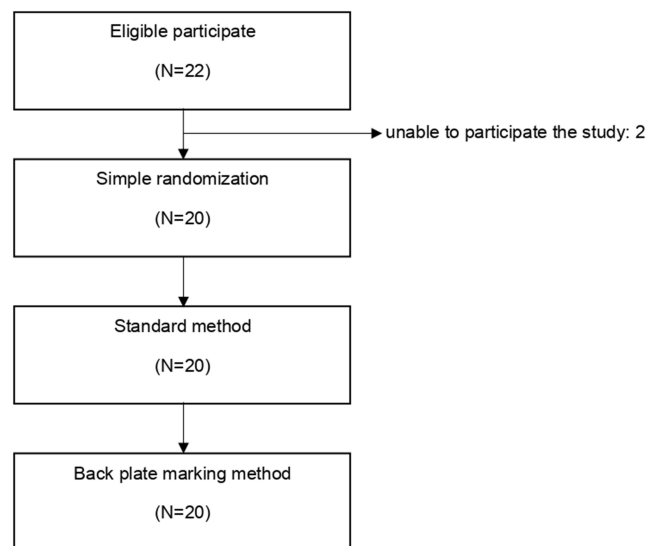 Eligible participate
(N=22)
unable to participate the study: 2
Simple randomization
(N=20)
Standard method
(N=20)
Back plate marking method
(N=20)